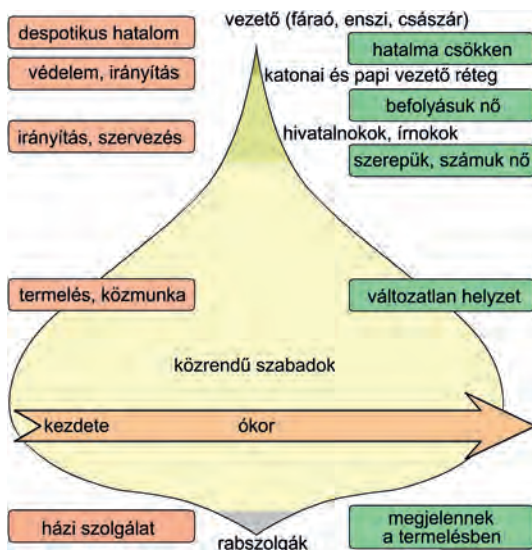 vezető (fáraó, enszi, császár)
despotikus hatalom
hatalma csökken
védelem, irányítás
katonai és papi vezető réteg
befolyásuk nő
irányítás, szervezés
hivatalnokok, írnokok
szerepük, számuk nő
termelés, közmunka
változatlan helyzet
közrendű szabadok
kezdete
ókor
házi szolgálat
rabszolgák
megjelennek
a termelésben